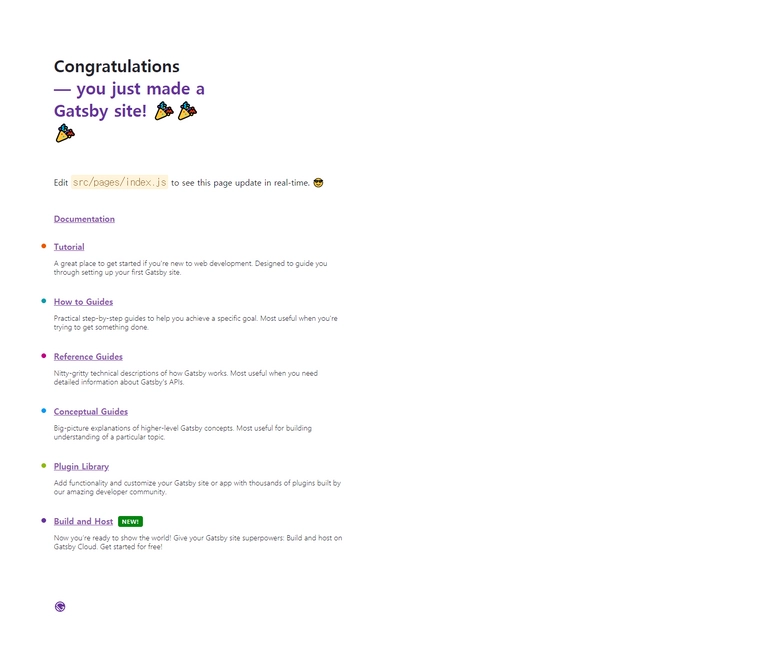 Congratulations
— you just made a
Gatsby site! 🎉🎉
🎉
Edit src/pages/index.js to see this page update in real-time. 😎
Documentation
Tutorial
A great place to get started if you're new to web development. Designed to guide you
through setting up your first Gatsby site.
How to Guides
Practical step-by-step guides to help you achieve a specific goal. Most useful when you're
trying to get something done.
Reference Guides
Nitty-gritty technical descriptions of how Gatsby works. Most useful when you need
detailed information about Gatsby's APIs.
Conceptual Guides
Big-picture explanations of higher-level Gatsby concepts. Most useful for building
understanding of a particular topic.
Plugin Library
Add functionality and customize your Gatsby site or app with thousands of plugins built by
our amazing developer community.
Build and Host NEW!
Now you're ready to show the world! Give your Gatsby site superpowers: Build and host on
Gatsby Cloud. Get started for free!